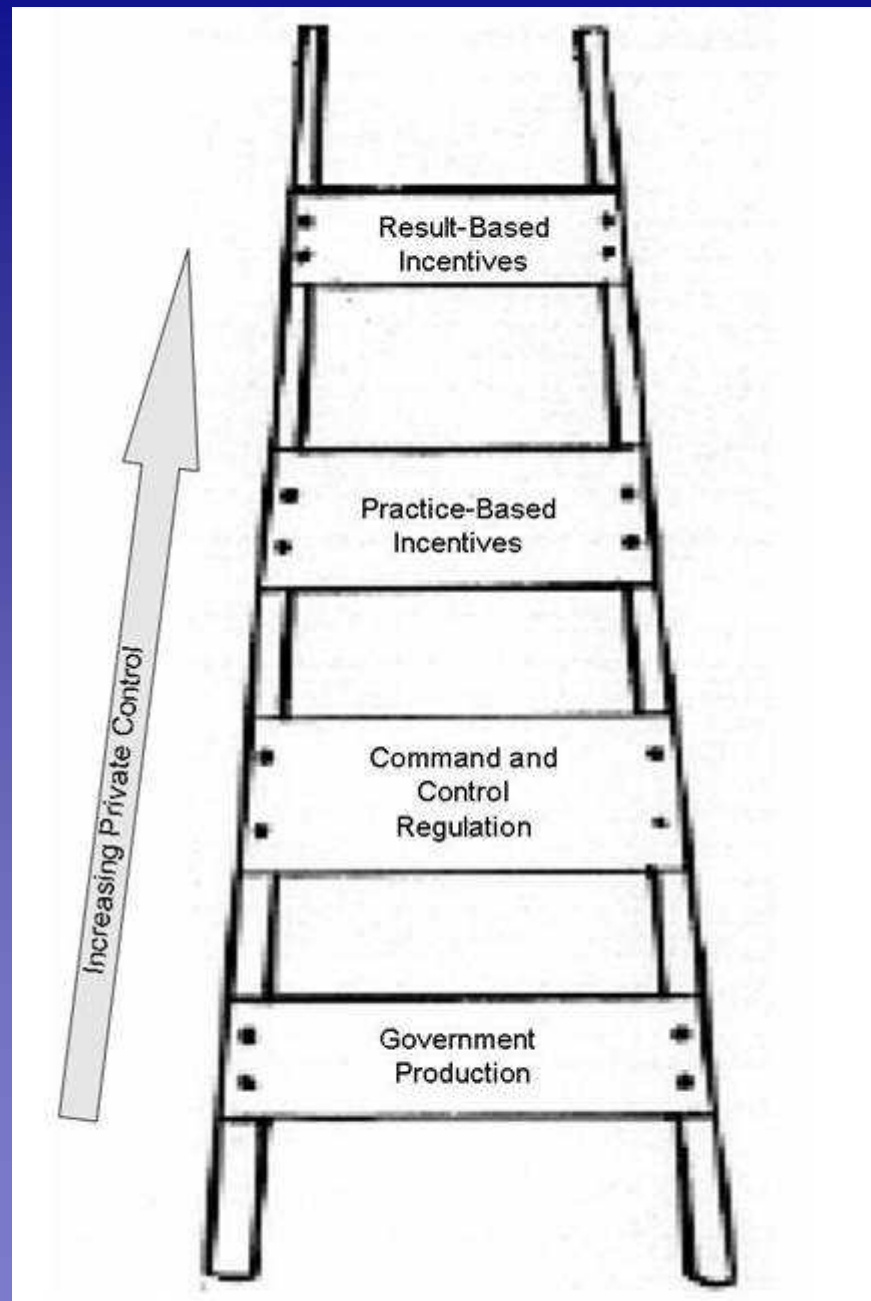 Result-Based
Incentives
Practice-Based
Incentives
Command and
Control
Regulation
Government
Production
Increasing Private Control